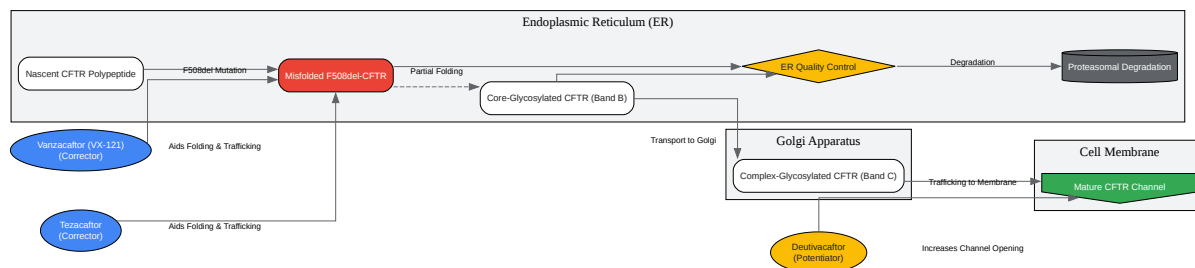 Endoplasmic Reticulum (ER)
Nascent CFTR Polypeptide
F508del Mutation
Misfolded F508del-CFTR
Partial Folding
Core-Glycosylated CFTR (Band B)
ER Quality Control
Degradation
Proteasomal Degradation
Vanzacaftor (VX-121)
(Corrector)
Aids Folding & Trafficking
Transport to Golgi
Golgi Apparatus
Complex-Glycosylated CFTR (Band C)
Trafficking to Membrane
Cell Membrane
Mature CFTR Channel
Tezacaftor
(Corrector)
Aids Folding & Trafficking
Deutivacaftor
(Potentiator)
Increases Channel Opening